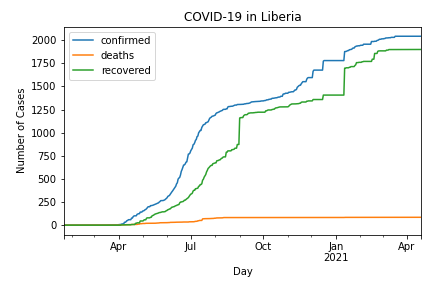 COVID-19 in Liberia
confirmed
deaths
recovered
Number of Cases
2000
1750
1500
1250
1000
750
500
250
0
Apr
Jul
Oct
Jan
2021
Apr
Day